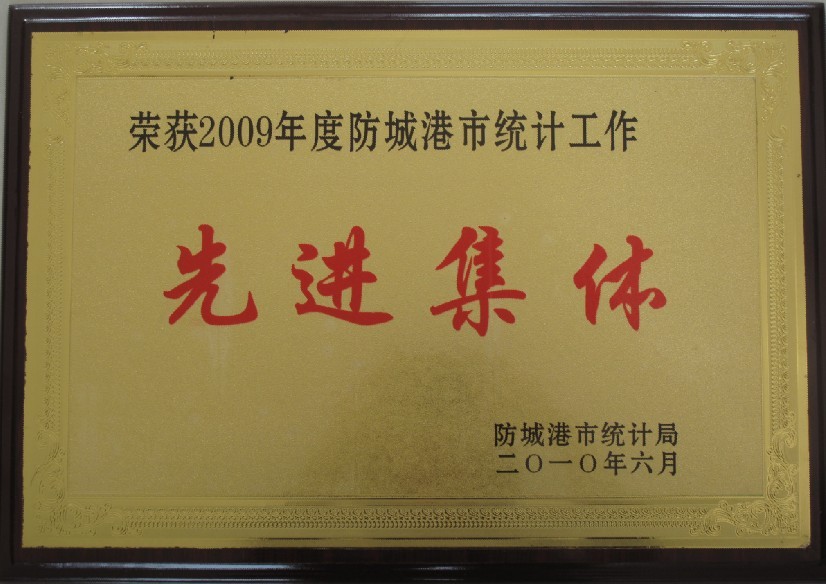 荣获2009年度防城港市统计工作
先进集体
防城港市统计局
二〇一〇年六月